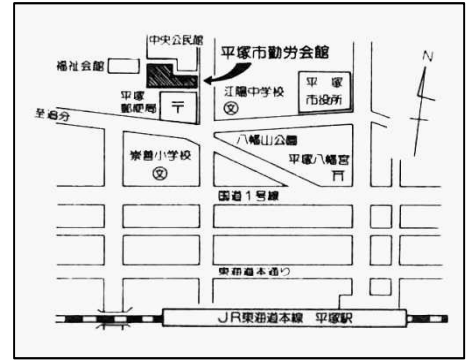 中央公民館
平塚市勤労会館
福祉会館
N
江陽中学校
文
平塚
市役所
平塚
郵便局
〒
至追分
八幡山公園
崇善小学校
文
平塚八幡宮
国道1号線
東海道本通り
JR東海道本線 平塚駅